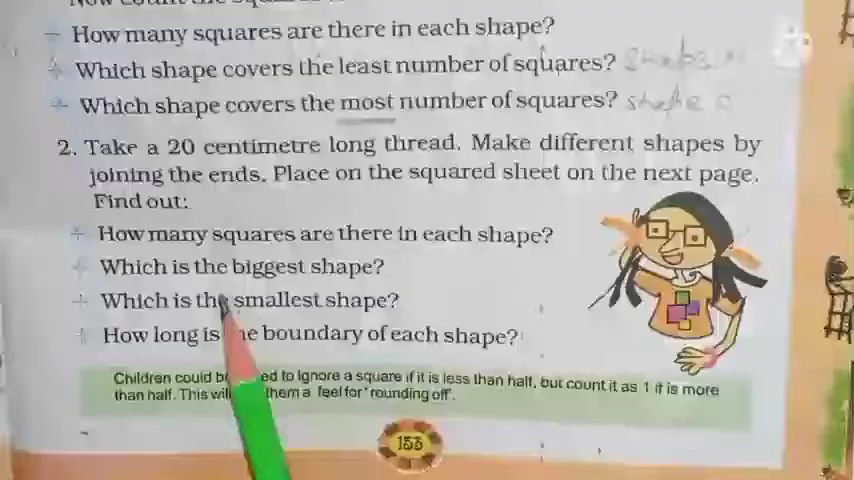 How many squares are there in each shape?
Which shape covers the least number of squares?
Which shape covers the most number of squares? shape
2. Take a 20 centimetre long thread. Make different shapes by
joining the ends. Place on the squared sheet on the next page.
Find out:
How many squares are there in each shape?
Which is the biggest shape?
Which is the smallest shape?
How long is the boundary of each shape?
Children could be ed to ignore a square if it is less than half, but count it as 1 if is more
than half. This will them a feel for 'rounding off'.
153